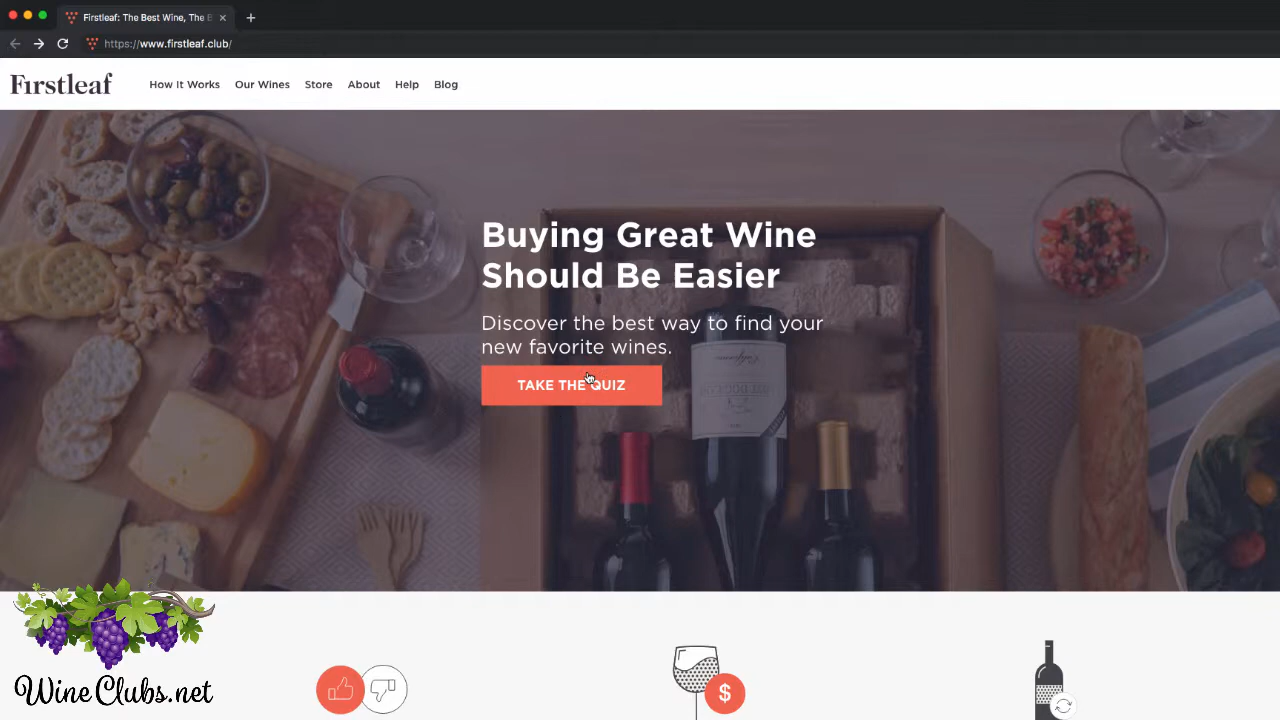 Firstleaf: The Best Wine, The B
https://www.firstleaf.club/
Firstleaf
How It Works
Our Wines
Store
About
Help
Blog
Buying Great Wine
Should Be Easier
Discover the best way to find your
new favorite wines.
TAKE THE QUIZ
$
WineClubs.net